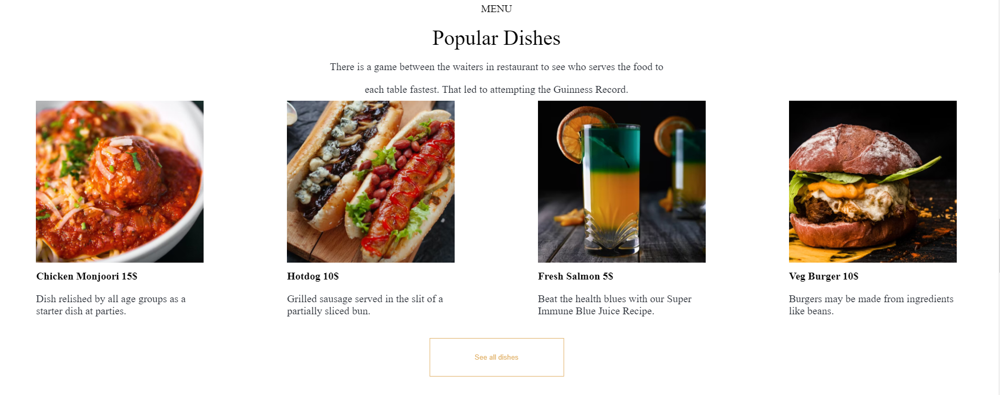 MENU
Popular Dishes
There is a game between the waiters in restaurant to see who serves the food to
each table fastest. That led to attempting the Guinness Record.
Chicken Monjoori 15$
Dish relished by all age groups as a
starter dish at parties.
Hotdog 10$
Grilled sausage served in the slit of a
partially sliced bun.
Fresh Salmon 5$
Beat the health blues with our Super
Immune Blue Juice Recipe.
Veg Burger 10$
Burgers may be made from ingredients
like beans.
See all dishes